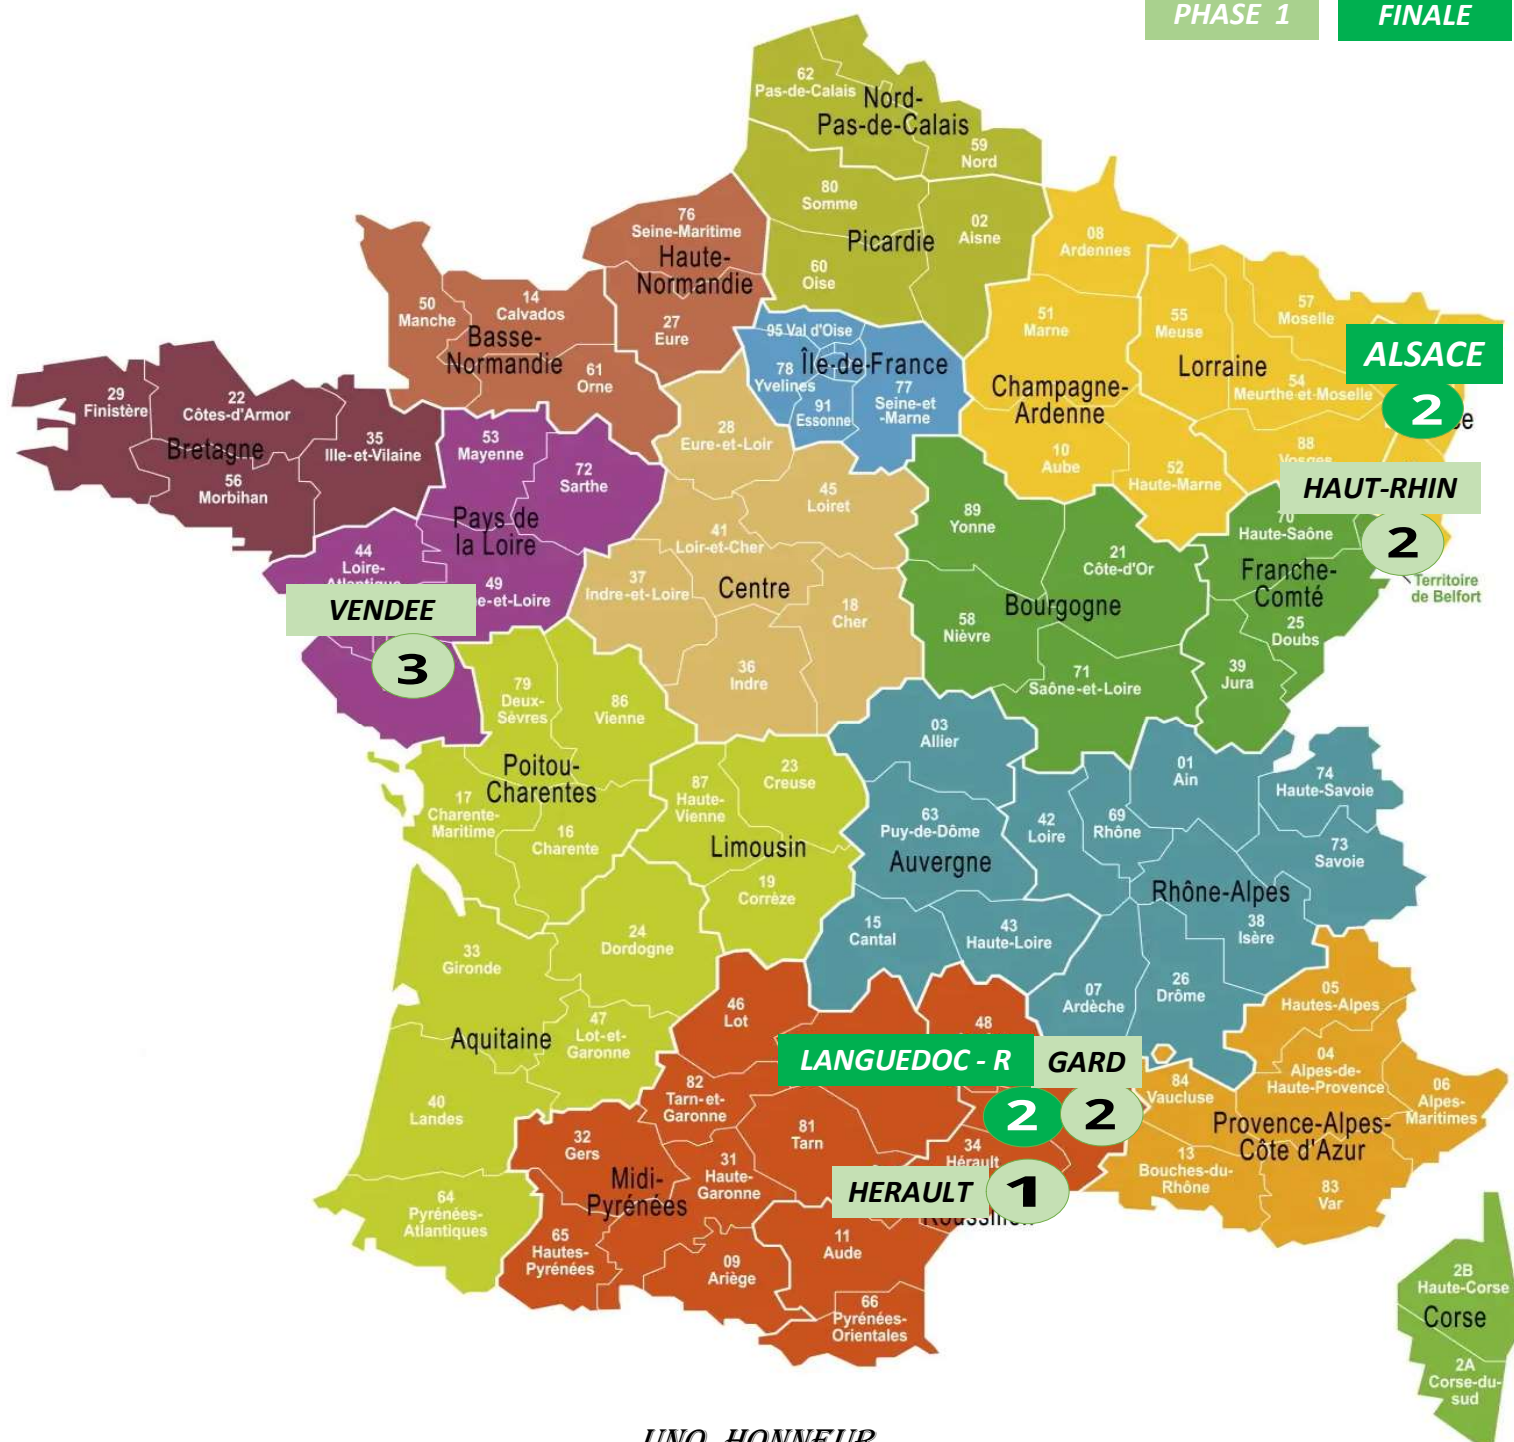 PHASE 1
FINALE
62
Pas-de-Calais
Nord-
Pas-de-Calais
59
Nord
80
Somme
02
Aisne
Picardie
60
Oise
76
Seine-Maritime
Haute-
Normandie
27
Eure
08
Ardennes
50
Manche
14
Calvados
Basse-
Normandie
61
Orne
51
Marne
55
Meuse
57
Moselle
Lorraine
54
Meurthe-et-Moselle
ALSACE
2
Champagne-
Ardenne
10
Aube
52
Haute-Marne
88
Vosges
95 Val d'Oise
Île-de-France
78
Yvelines
91
Essonne
77
Seine-et
-Marne
29
Finistère
22
Côtes-d'Armor
Bretagne
35
Ille-et-Vilaine
56
Morbihan
53
Mayenne
72
Sarthe
Pays de
la Loire
44
Loire-
Atlantique
49
e-et-Loire
VENDEE
3
28
Eure-et-Loir
45
Loiret
41
Loir-et-Cher
37
Indre-et-Loire
Centre
18
Cher
36
Indre
HAUT-RHIN
2
70
Haute-Saône
Franche-
Comté
Territoire
de Belfort
25
Doubs
39
Jura
89
Yonne
21
Côte-d'Or
Bourgogne
58
Nièvre
71
Saône-et-Loire
79
Deux-
Sèvres
86
Vienne
Poitou-
Charentes
17
Charente-
Maritime
16
Charente
87
Haute-
Vienne
23
Creuse
Limousin
19
Corrèze
03
Allier
63
Puy-de-Dôme
Auvergne
15
Cantal
43
Haute-Loire
42
Loire
69
Rhône
01
Ain
74
Haute-Savoie
73
Savoie
Rhône-Alpes
38
Isère
07
Ardèche
26
Drôme
33
Gironde
24
Dordogne
Aquitaine
47
Lot-et-
Garonne
40
Landes
64
Pyrénées-
Atlantiques
46
Lot
48
LANGUEDOC - R
2
GARD
2
82
Tarn-et-
Garonne
81
Tarn
32
Gers
31
Haute-
Garonne
Midi-
Pyrénées
65
Hautes-
Pyrénées
09
Ariège
34
Hérault
HERAULT
1
Roussillon
11
Aude
66
Pyrénées-
Orientales
05
Hautes-Alpes
04
Alpes-de-
Haute-Provence
06
Alpes-
Maritimes
84
Vaucluse
Provence-Alpes-
Côte d'Azur
13
Bouches-du-
Rhône
83
Var
2B
Haute-Corse
Corse
2A
Corse-du-
sud
UNO HONNEUR